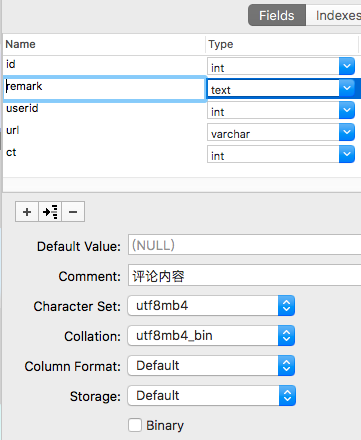 Fields Indexes
Name Type
id int
remark text
userid int
url varchar
ct int
Default Value: (NULL)
Comment: 评论内容
Character Set: utf8mb4
Collation: utf8mb4_bin
Column Format: Default
Storage: Default
Binary